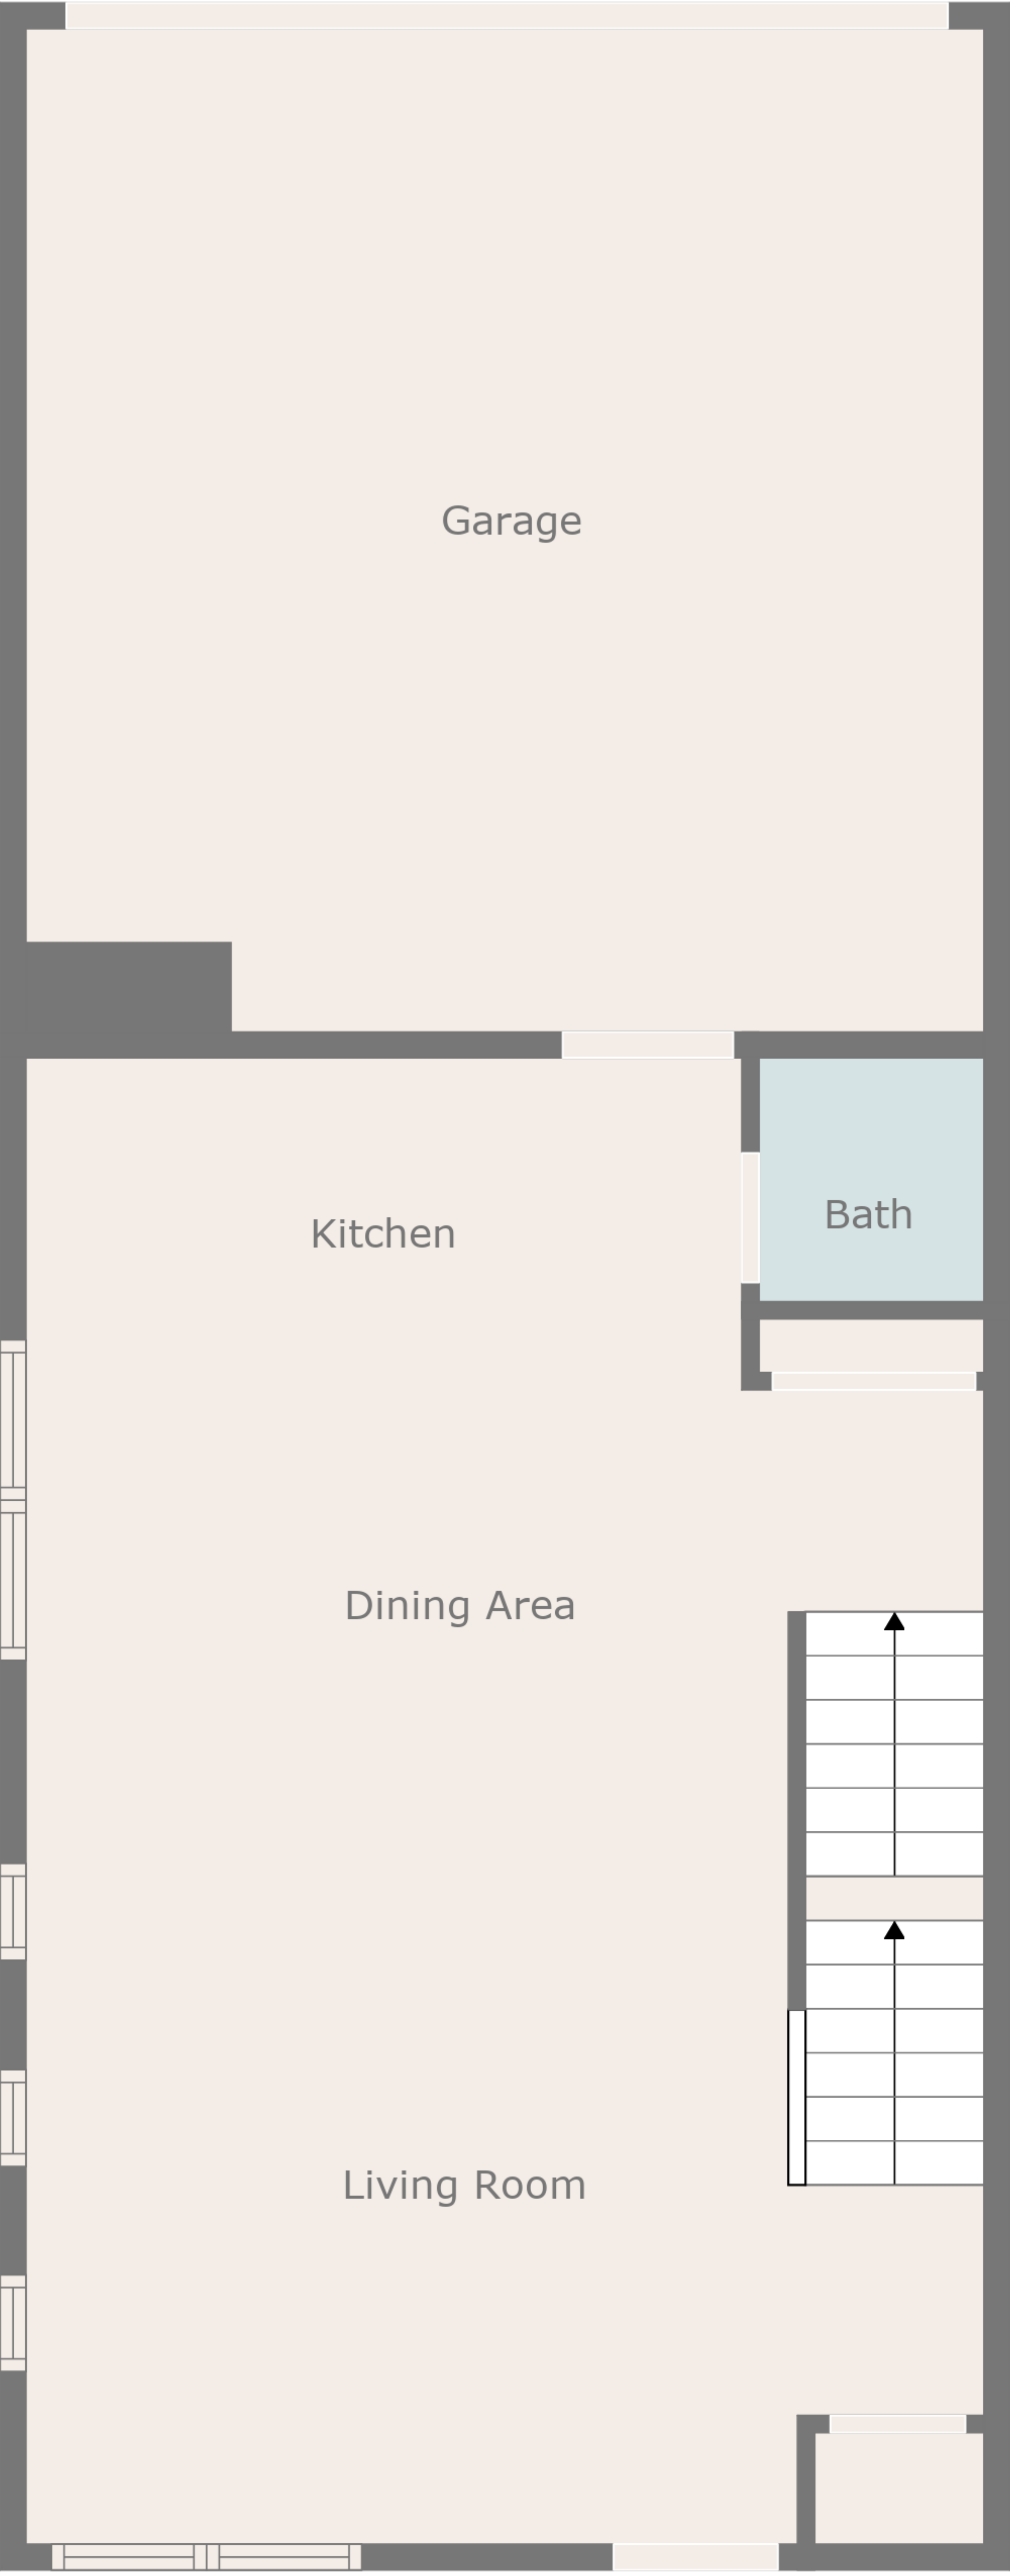 Garage
Kitchen
Bath
Dining Area
Living Room